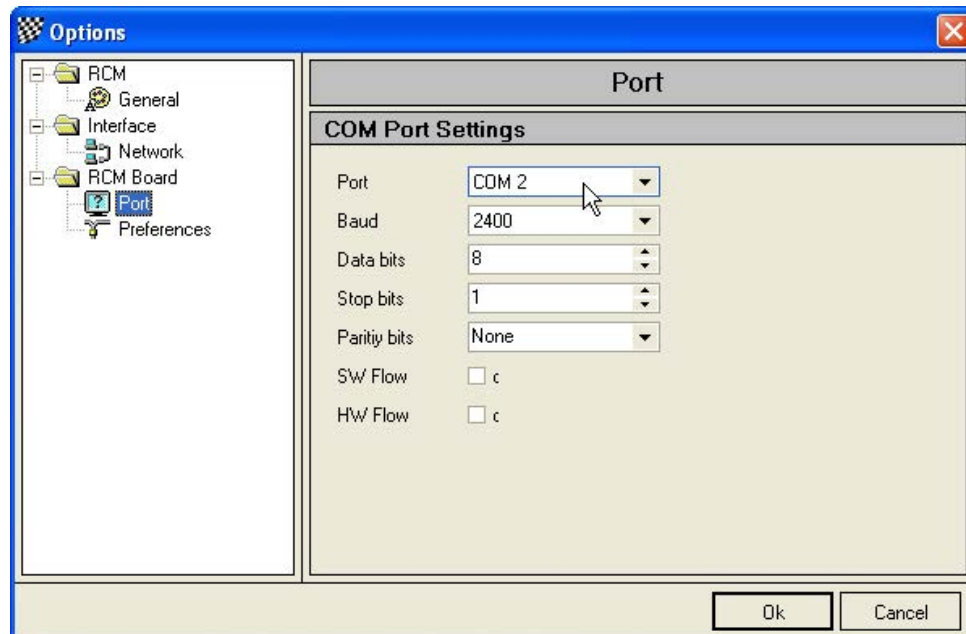 Options
RCM
General
Interface
Network
RCM Board
Port
Preferences
Port
COM Port Settings
Port COM 2
Baud 2400
Data bits 8
Stop bits 1
Paritiy bits None
SW Flow c
HW Flow c
Ok Cancel